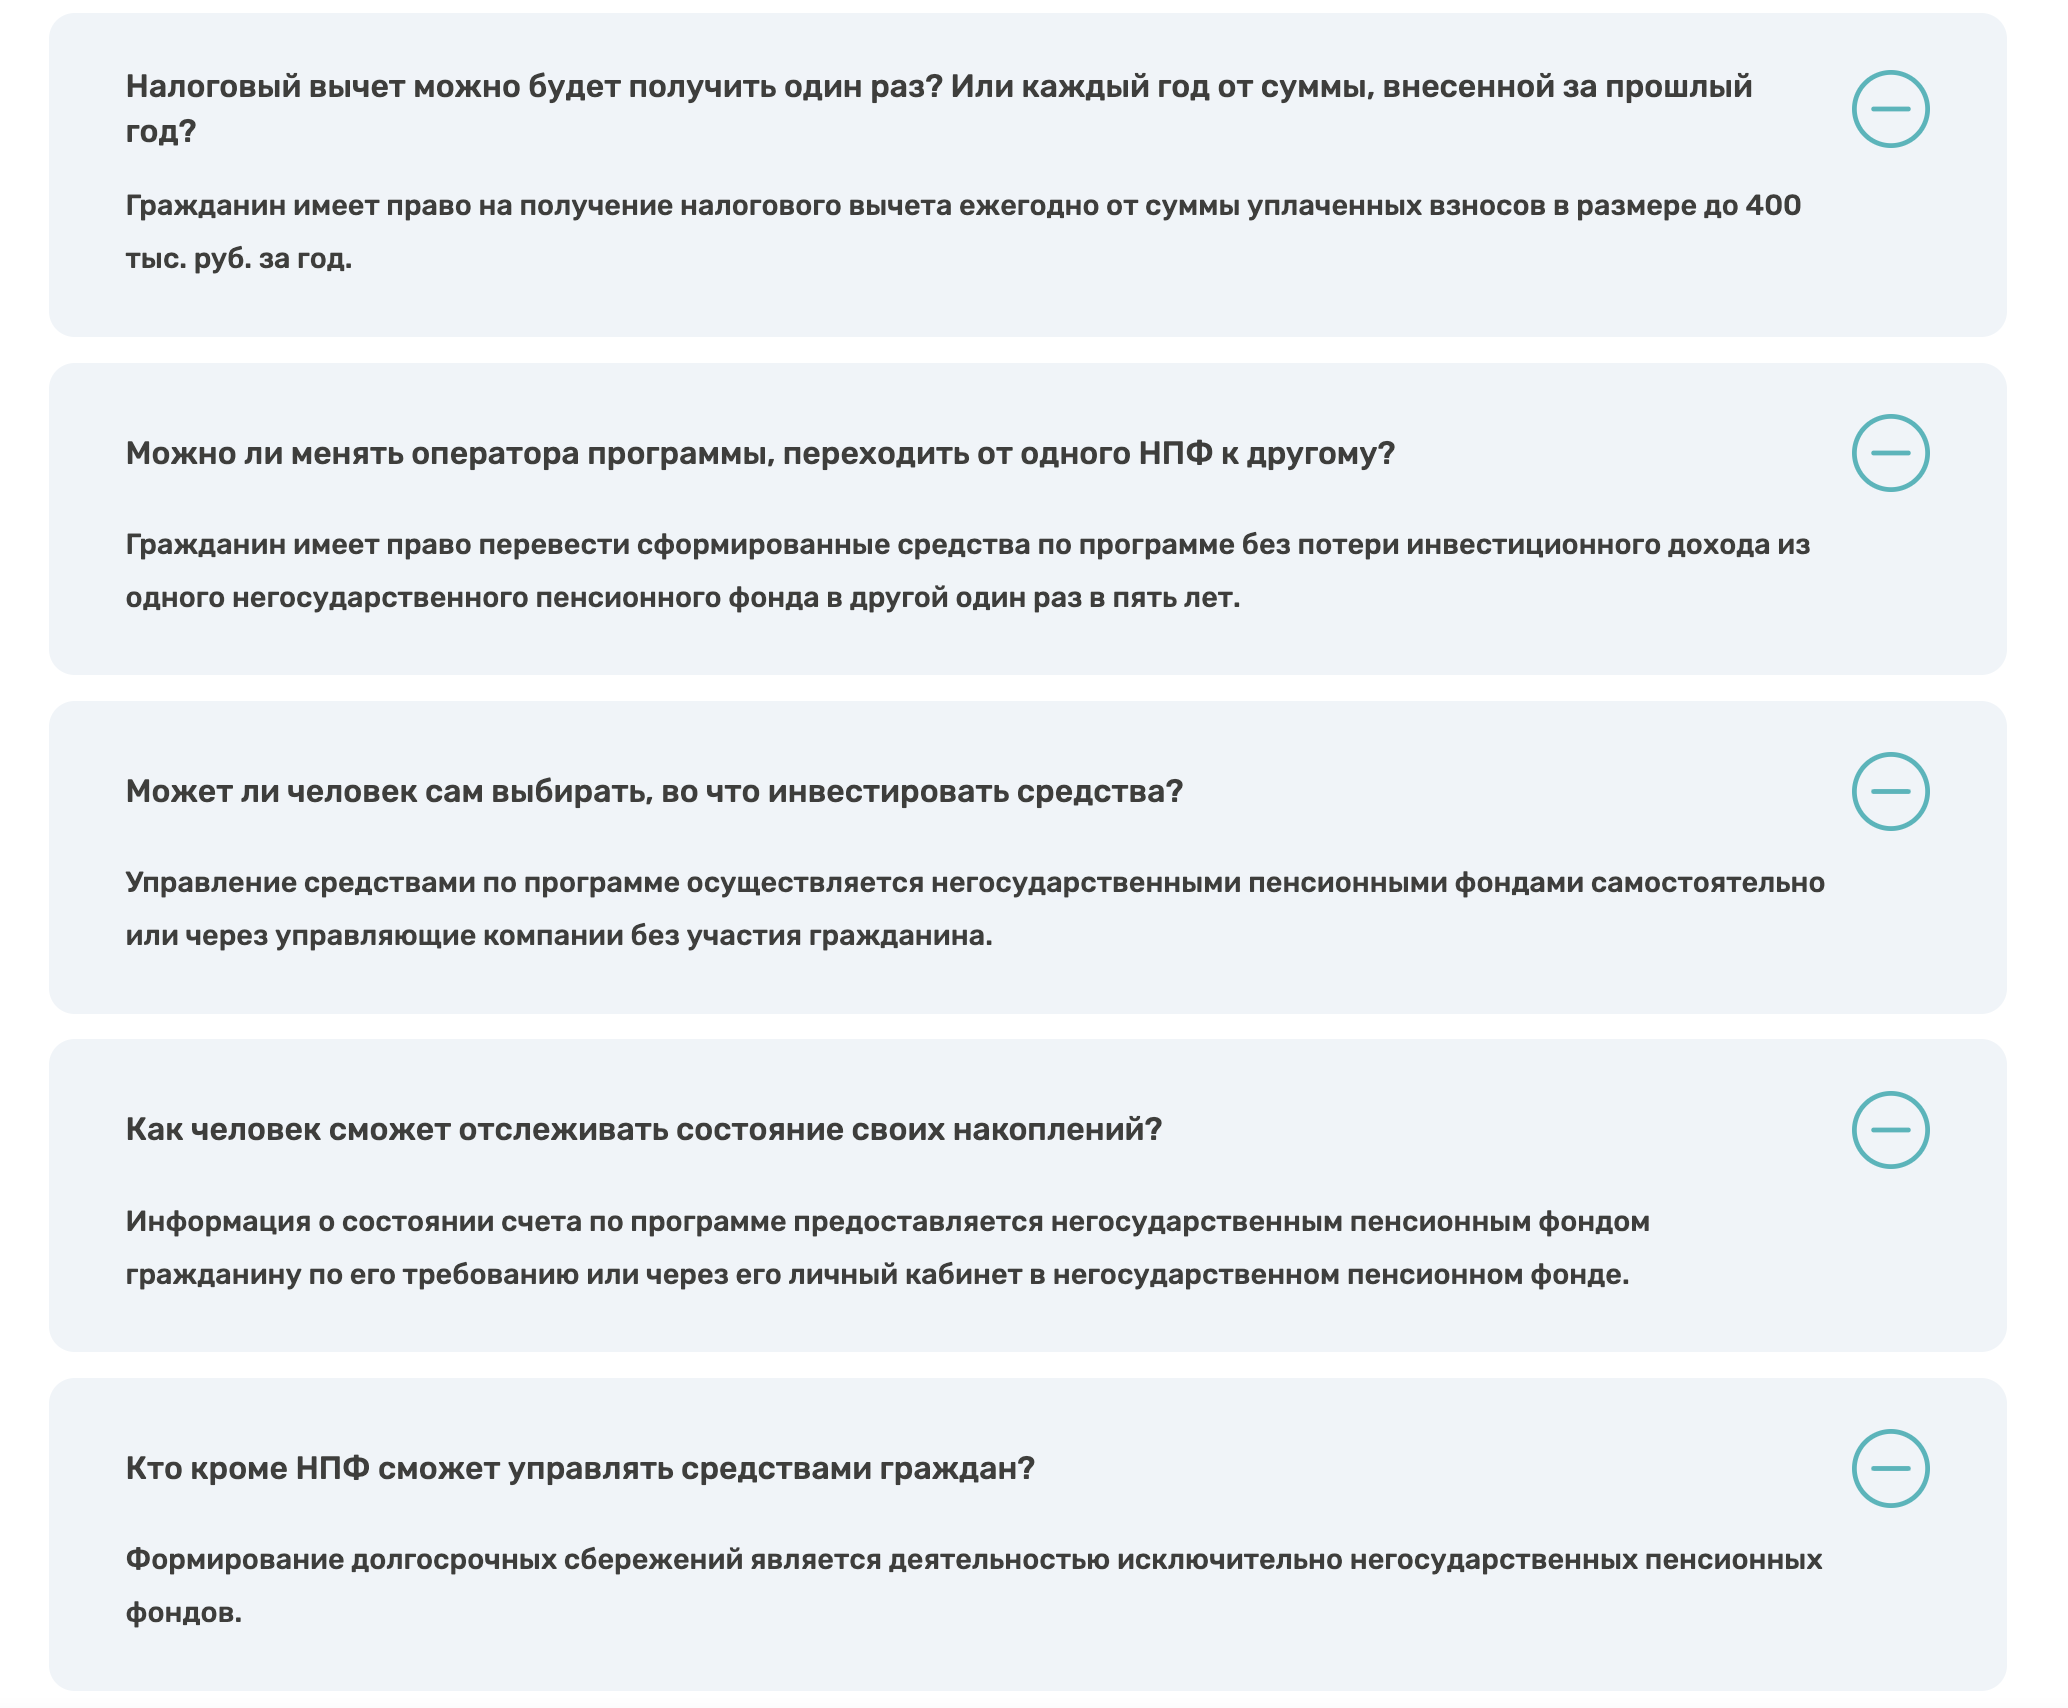 Налоговый вычет можно будет получить один раз? Или каждый год от суммы, внесенной за прошлый
год?
Гражданин имеет право на получение налогового вычета ежегодно от суммы уплаченных взносов в размере до 400
тыс. руб. за год.
Можно ли менять оператора программы, переходить от одного НПФ к другому?
Гражданин имеет право перевести сформированные средства по программе без потери инвестиционного дохода из
одного негосударственного пенсионного фонда в другой один раз в пять лет.
Может ли человек сам выбирать, во что инвестировать средства?
Управление средствами по программе осуществляется негосударственными пенсионными фондами самостоятельно
или через управляющие компании без участия гражданина.
Как человек сможет отслеживать состояние своих накоплений?
Информация о состоянии счета по программе предоставляется негосударственным пенсионным фондом
гражданину по его требованию или через его личный кабинет в негосударственном пенсионном фонде.
Кто кроме НПФ сможет управлять средствами граждан?
Формирование долгосрочных сбережений является деятельностью исключительно негосударственных пенсионных
фондов.